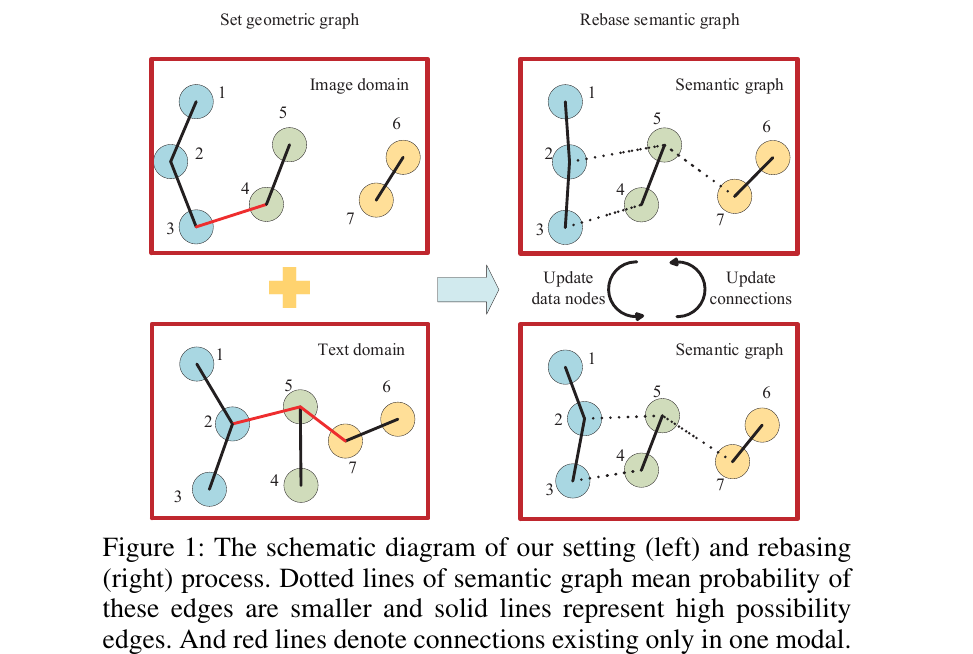 Set geometric graph
Rebase semantic graph
Image domain
1
2
3
4
5
6
7
Semantic graph
1
2
3
4
5
6
7
Update
data nodes
Update
connections
Text domain
1
2
3
4
5
6
7
Semantic graph
1
2
3
4
5
6
7
Figure 1: The schematic diagram of our setting (left) and rebasing
(right) process. Dotted lines of semantic graph mean probability of
these edges are smaller and solid lines represent high possibility
edges. And red lines denote connections existing only in one modal.